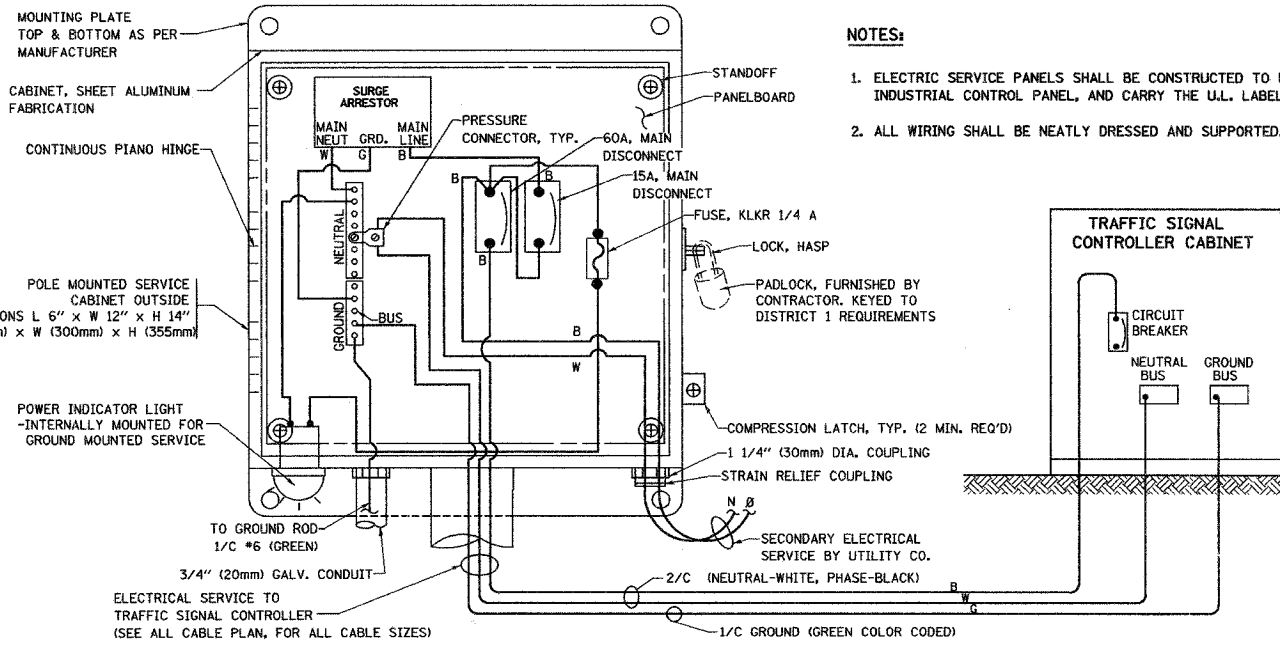 MOUNTING PLATE
TOP & BOTTOM AS PER
MANUFACTURER
CABINET, SHEET ALUMINUM
FABRICATION
CONTINUOUS PIANO HINGE
POLE MOUNTED SERVICE
CABINET OUTSIDE
ONS L 6" x W 12" x H 14"
) x W (300mm) x H (355mm)
POWER INDICATOR LIGHT
-INTERNALLY MOUNTED FOR
GROUND MOUNTED SERVICE
SURGE
ARRESTOR
MAIN
NEUT
GRD.
MAIN
LINE
W
G
B
NEUTRAL
GROUND
BUS
PRESSURE
CONNECTOR, TYP.
STANDOFF
PANELBOARD
60A, MAIN
DISCONNECT
15A, MAIN
DISCONNECT
B
B
B
FUSE, KLKR 1/4 A
LOCK, HASP
PADLOCK, FURNISHED BY
CONTRACTOR. KEYED TO
DISTRICT 1 REQUIREMENTS
B
W
COMPRESSION LATCH, TYP. (2 MIN. REQ'D)
1 1/4" (30mm) DIA. COUPLING
STRAIN RELIEF COUPLING
N Ø
SECONDARY ELECTRICAL
SERVICE BY UTILITY CO.
TO GROUND ROD
1/C #6 (GREEN)
3/4" (20mm) GALV. CONDUIT
ELECTRICAL SERVICE TO
TRAFFIC SIGNAL CONTROLLER
(SEE ALL CABLE PLAN, FOR ALL CABLE SIZES)
2/C (NEUTRAL-WHITE, PHASE-BLACK)
1/C GROUND (GREEN COLOR CODED)
B
W
G
NOTES:
1. ELECTRIC SERVICE PANELS SHALL BE CONSTRUCTED TO
INDUSTRIAL CONTROL PANEL, AND CARRY THE U.L. LABEL
2. ALL WIRING SHALL BE NEATLY DRESSED AND SUPPORTED.
TRAFFIC SIGNAL
CONTROLLER CABINET
CIRCUIT
BREAKER
NEUTRAL
BUS
GROUND
BUS